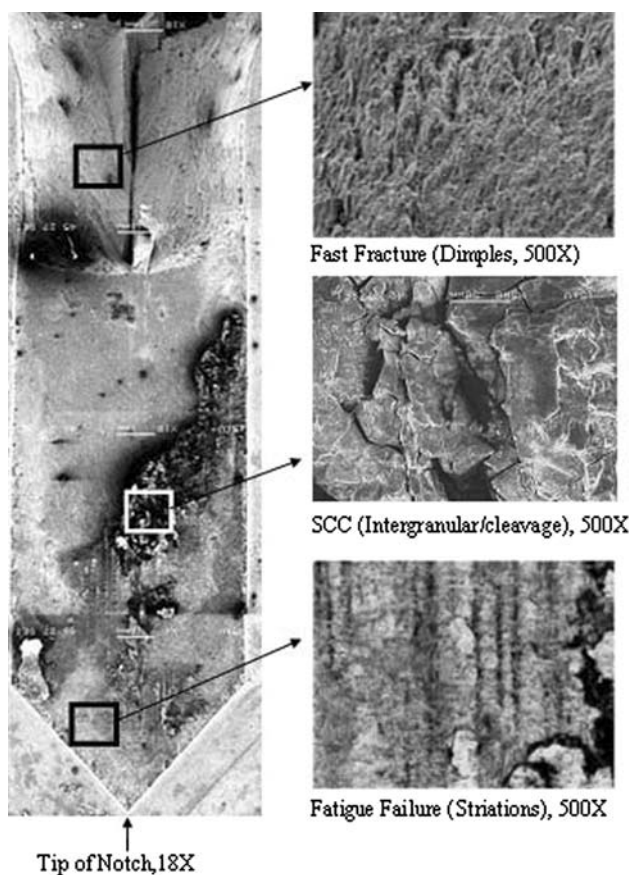 Fast Fracture (Dimples, 500X)
SCC (Intergranular/cleavage), 500X
Fatigue Failure (Striations), 500X
Tip of Notch,18X